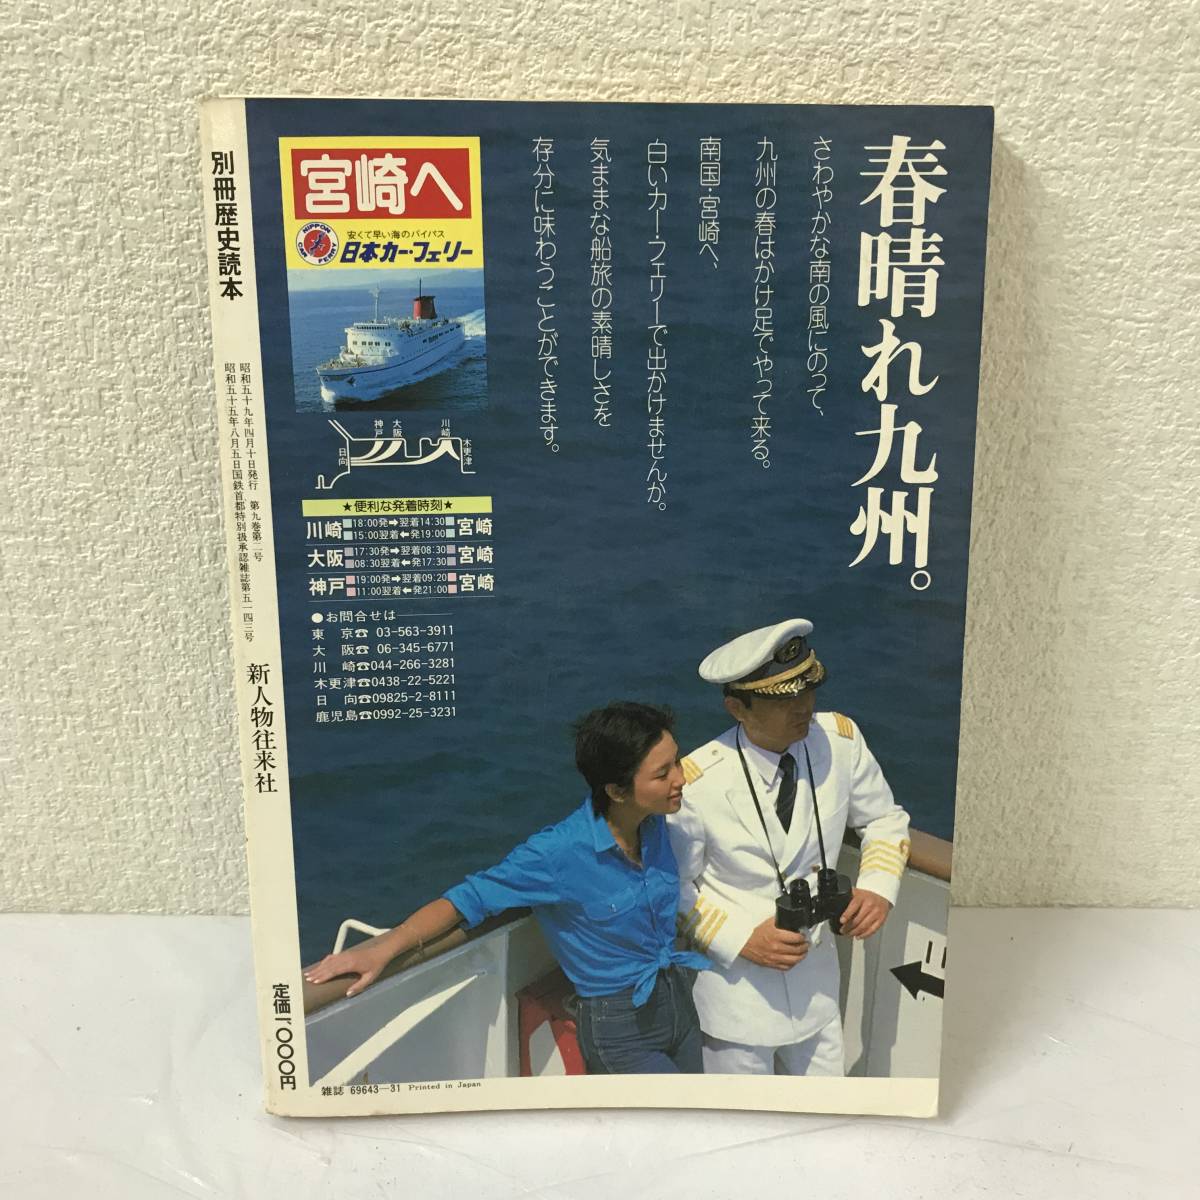 春晴れ九州。
さわやかな南の風にのって、
九州の春はかけ足でやって来る。
南国・宮崎へ、
白いカー・フェリーで出かけませんか。
気ままな船旅の素晴しさを
存分に味わうことができます。
宮崎へ
NIPPON CAR FERRY
安くて早い海のバイパス
日本カー・フェリー
神戸
大阪
川崎
木更津
日向
★便利な発着時刻★
川崎 18:00発➡翌着14:30 宮崎
15:00翌着⬅発19:00
大阪 17:30発➡翌着08:30 宮崎
08:30翌着⬅発17:30
神戸 19:00発➡翌着09:20 宮崎
11:00翌着⬅発21:00
●お問合せは
東京☎03-563-3911
大阪☎06-345-6771
川崎☎044-266-3281
木更津☎0438-22-5221
日向☎09825-2-8111
鹿児島☎0992-25-3231
雑誌 69643—31 Printed in Japan
別冊歴史読本
昭和五十九年四月十日発行 第九巻第二号
昭和五十五年八月五日国鉄首都特別扱承認雑誌第五一四三号
新人物往来社
定価1,000円